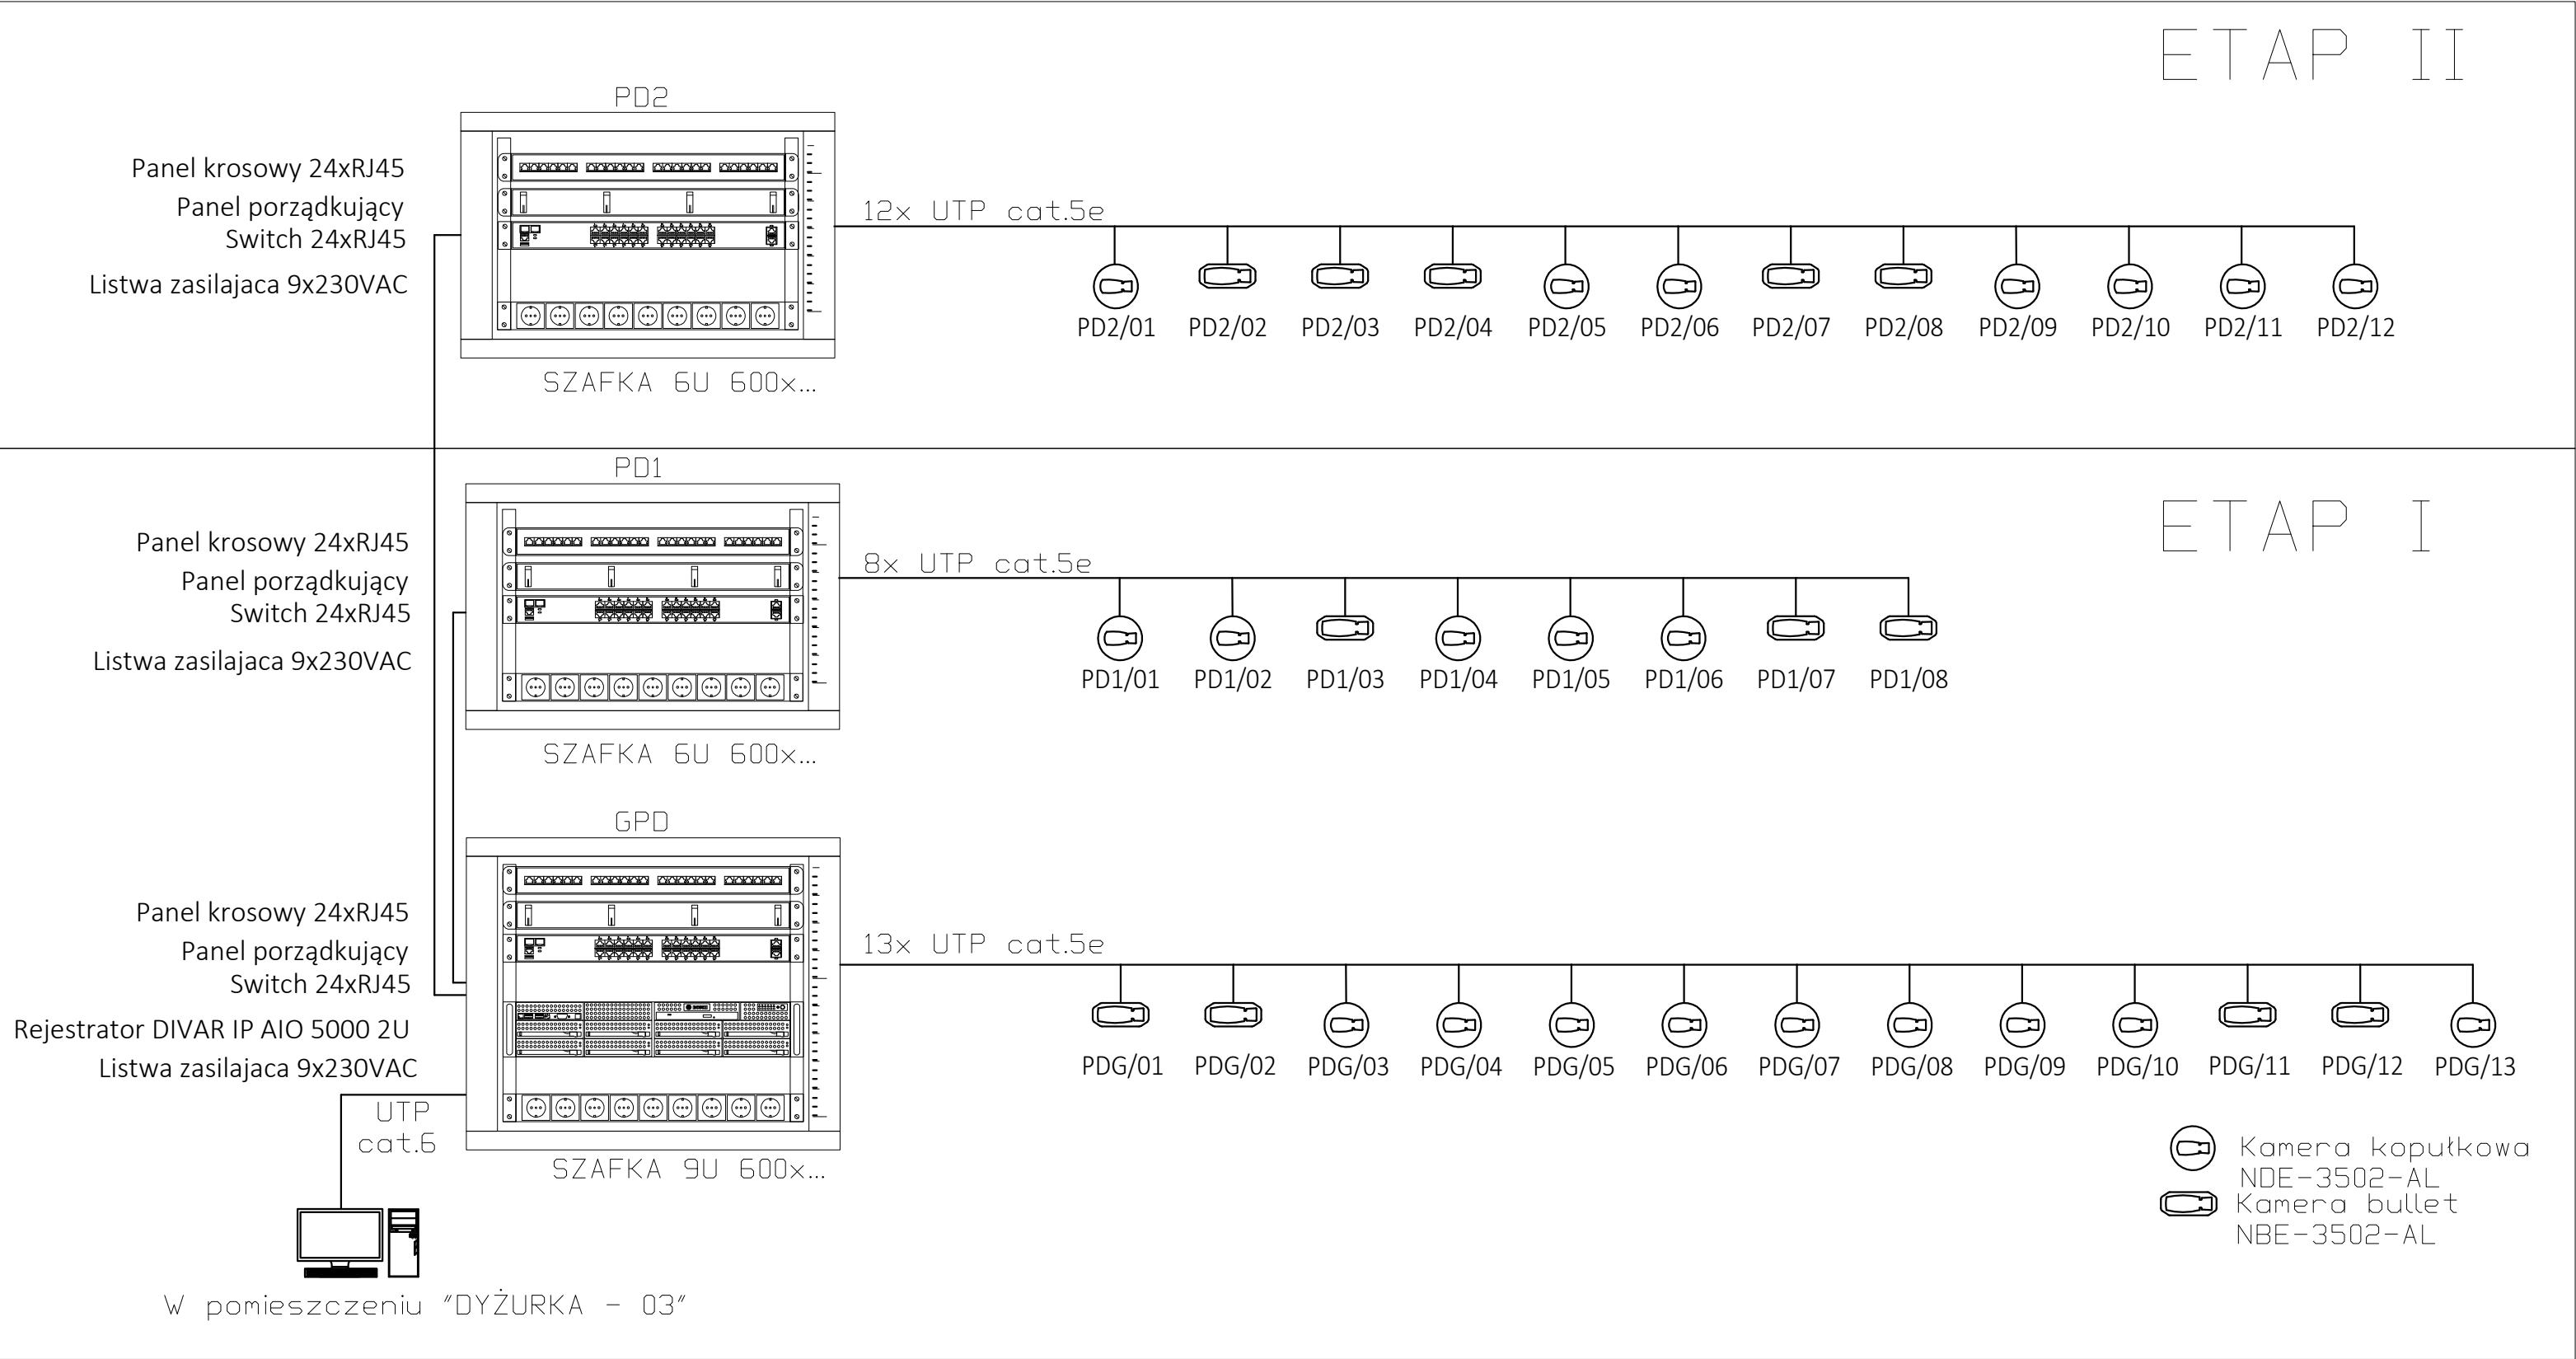 ETAP II
PD2
Panel krosowy 24xRJ45
Panel porządkujący
Switch 24xRJ45
Listwa zasilajaca 9x230VAC
12x UTP cat.5e
PD2/01 PD2/02 PD2/03 PD2/04 PD2/05 PD2/06 PD2/07 PD2/08 PD2/09 PD2/10 PD2/11 PD2/12
SZAFKA 6U 600x...
ETAP I
PD1
Panel krosowy 24xRJ45
Panel porządkujący
Switch 24xRJ45
Listwa zasilajaca 9x230VAC
8x UTP cat.5e
PD1/01 PD1/02 PD1/03 PD1/04 PD1/05 PD1/06 PD1/07 PD1/08
SZAFKA 6U 600x...
GPD
Panel krosowy 24xRJ45
Panel porządkujący
Switch 24xRJ45
Rejestrator DIVAR IP AIO 5000 2U
Listwa zasilajaca 9x230VAC
13x UTP cat.5e
PDG/01 PDG/02 PDG/03 PDG/04 PDG/05 PDG/06 PDG/07 PDG/08 PDG/09 PDG/10 PDG/11 PDG/12 PDG/13
UTP
cat.6
SZAFKA 9U 600x...
Kamera kopułkowa
NDE-3502-AL
Kamera bullet
NBE-3502-AL
W pomieszczeniu "DYŻURKA - 03"